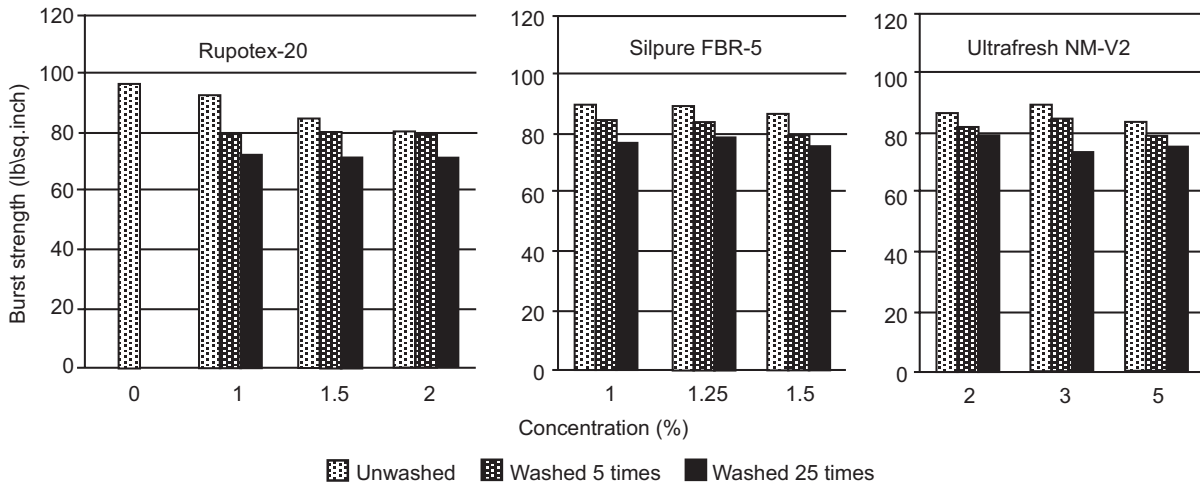 Burst strength (lb\sq.inch)
120
100
80
60
40
20
0
Rupotex-20
0 1 1.5 2
120
100
80
60
40
20
0
Silpure FBR-5
1 1.25 1.5
120
100
80
60
40
20
0
Ultrafresh NM-V2
2 3 5
Concentration (%)
Unwashed Washed 5 times Washed 25 times